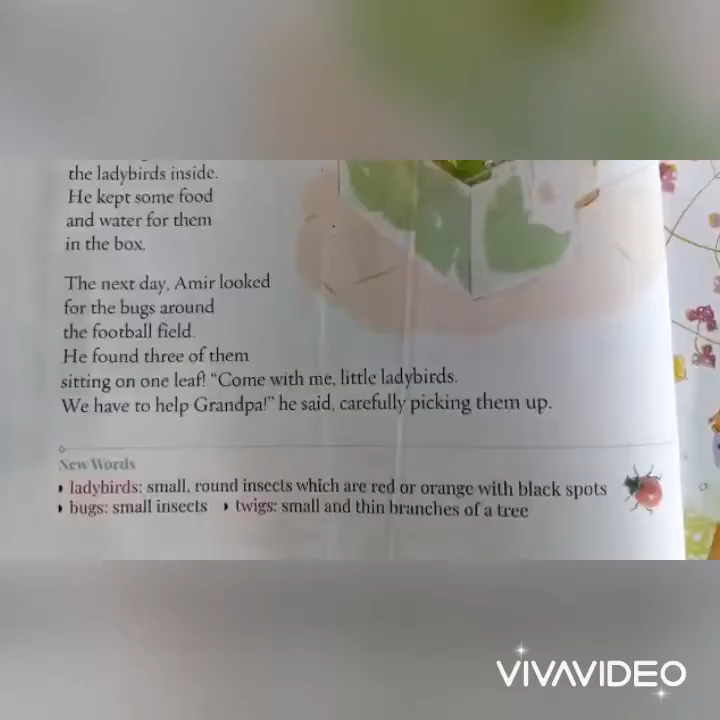 the ladybirds inside.
He kept some food
and water for them
in the box.
The next day, Amir looked
for the bugs around
the football field.
He found three of them
sitting on one leaf! “Come with me, little ladybirds.
We have to help Grandpa!” he said, carefully picking them up.
New Words
ladybirds: small, round insects which are red or orange with black spots
bugs: small insects twigs: small and thin branches of a tree
VIVAVIDEO